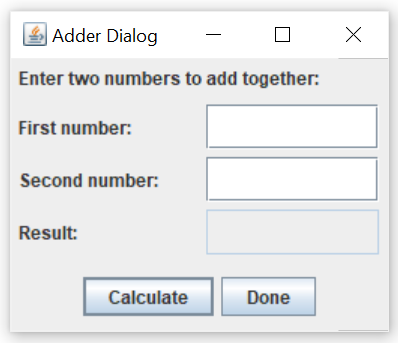 Adder Dialog
Enter two numbers to add together:
First number:
Second number:
Result:
Calculate Done